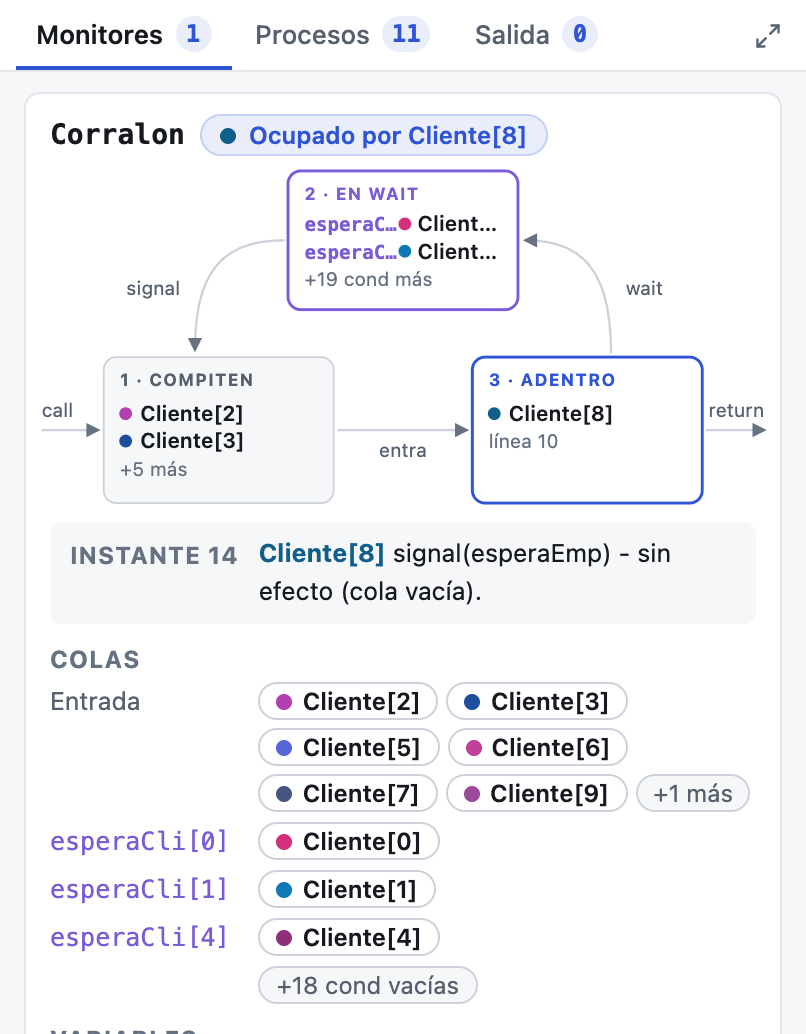 Monitores 1 Procesos 11 Salida 0
Corralon Ocupado por Cliente[8]
2 · EN WAIT
esperaC… Client…
esperaC… Client…
+19 cond más
signal
wait
1 · COMPITEN
Cliente[2]
Cliente[3]
+5 más
call
entra
3 · ADENTRO
Cliente[8]
línea 10
return
INSTANTE 14 Cliente[8] signal(esperaEmp) - sin
efecto (cola vacía).
COLAS
Entrada Cliente[2] Cliente[3]
Cliente[5] Cliente[6]
Cliente[7] Cliente[9] +1 más
esperaCli[0] Cliente[0]
esperaCli[1] Cliente[1]
esperaCli[4] Cliente[4]
+18 cond vacías
VARIABLES